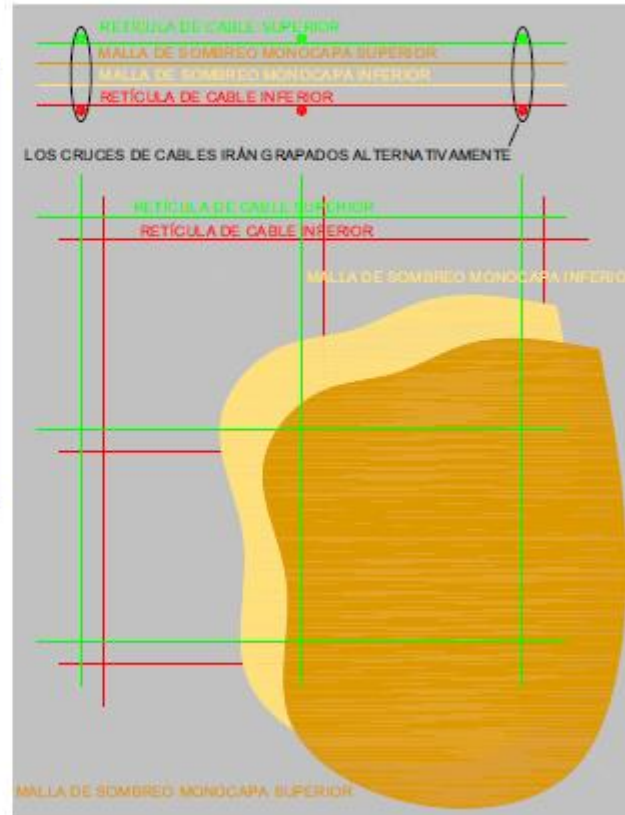 RETÍCULA DE CABLE SUPERIOR
MALLA DE SOMBREO MONOCAPA SUPERIOR
MALLA DE SOMBREO MONOCAPA INFERIOR
RETÍCULA DE CABLE INFERIOR
LOS CRUCES DE CABLES IRÁN GRAPADOS ALTERNATIVAMENTE
RETÍCULA DE CABLE SUPERIOR
RETÍCULA DE CABLE INFERIOR
MALLA DE SOMBREO MONOCAPA INFERIO
MALLA DE SOMBREO MONOCAPA SUPERIOR